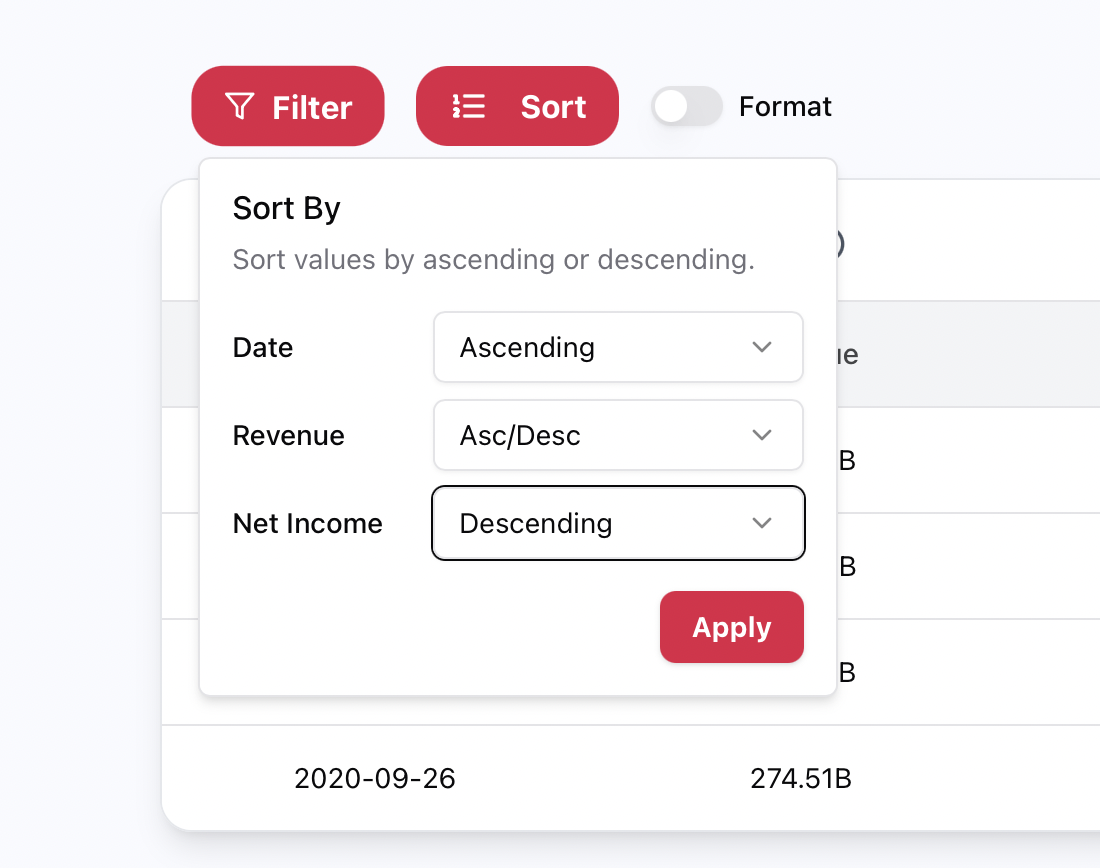 Filter Sort Format
Sort By
Sort values by ascending or descending.
Date Ascending
Revenue Asc/Desc
Net Income Descending
Apply
B
B
B
2020-09-26 274.51B